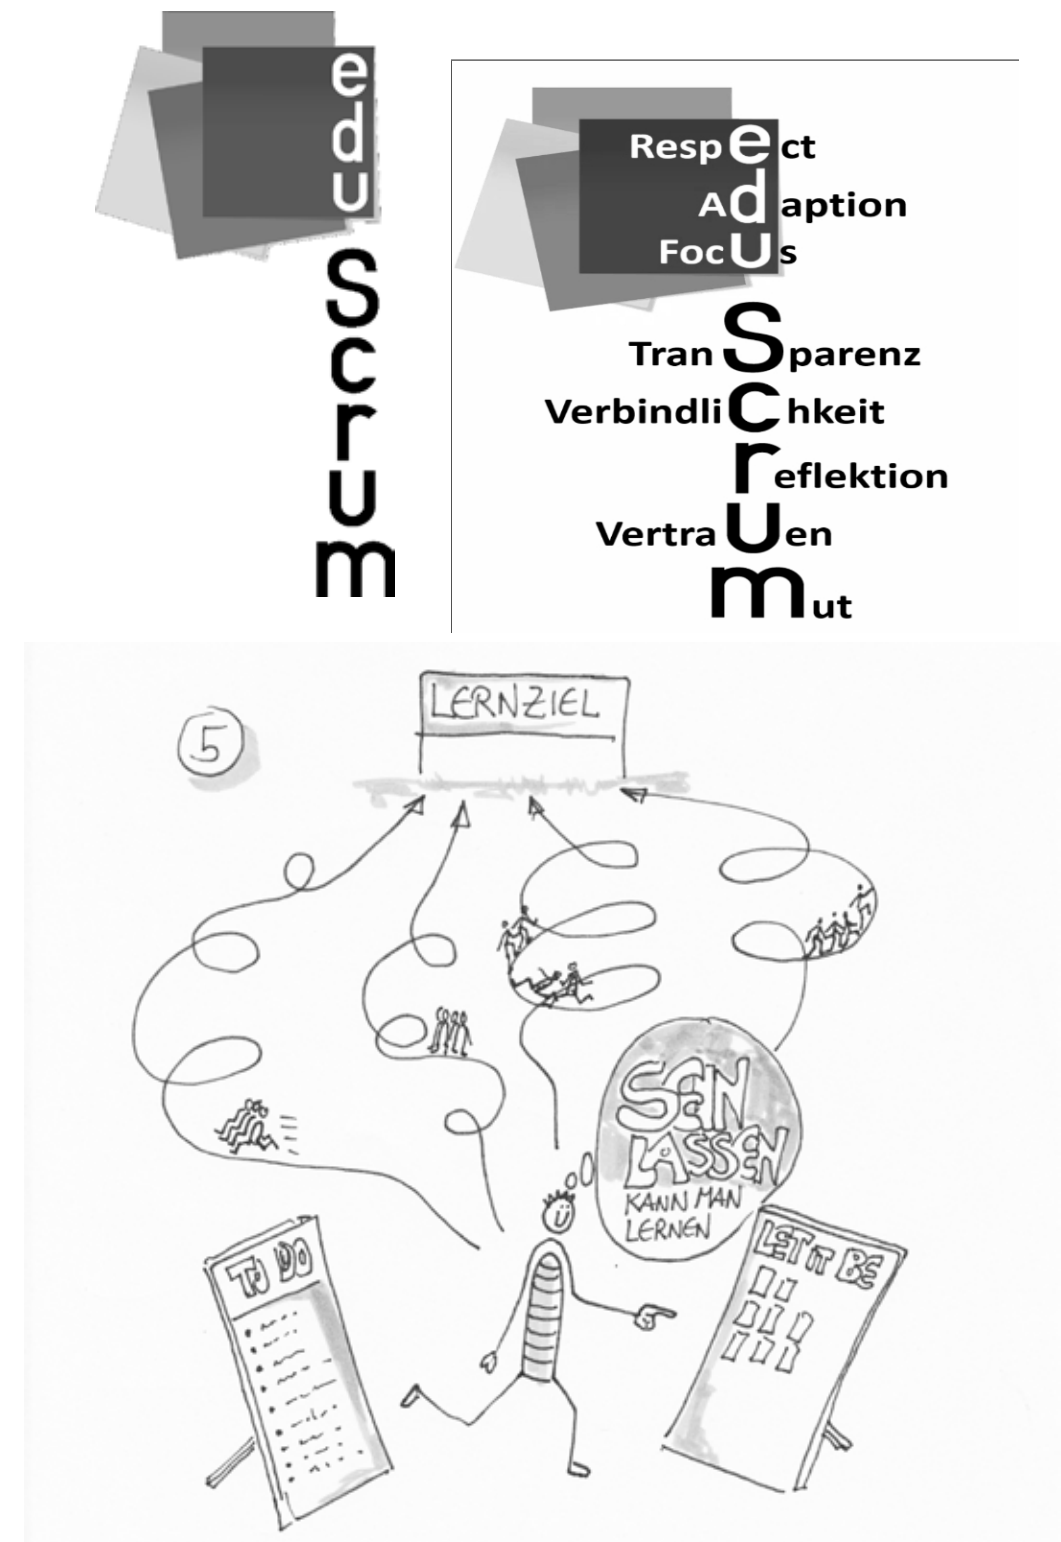 edu
Scrum
Respect
Adaption
Focus
TranSparenz
Verbindlichkeit
reflektion
Vertrauen
mut
5
LERNZIEL
SEIN
LASSEN
KANN MAN
LERNEN
TO DO
LET IT BE